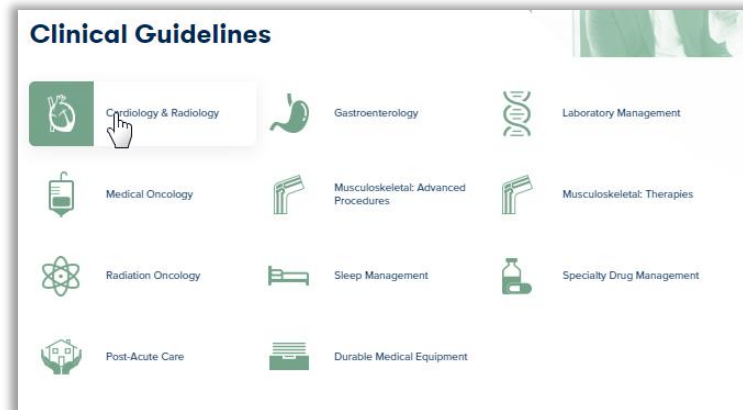 Clinical Guidelines
Cardiology & Radiology
Gastroenterology
Laboratory Management
Medical Oncology
Musculoskeletal: Advanced
Procedures
Musculoskeletal: Therapies
Radiation Oncology
Sleep Management
Specialty Drug Management
Post-Acute Care
Durable Medical Equipment